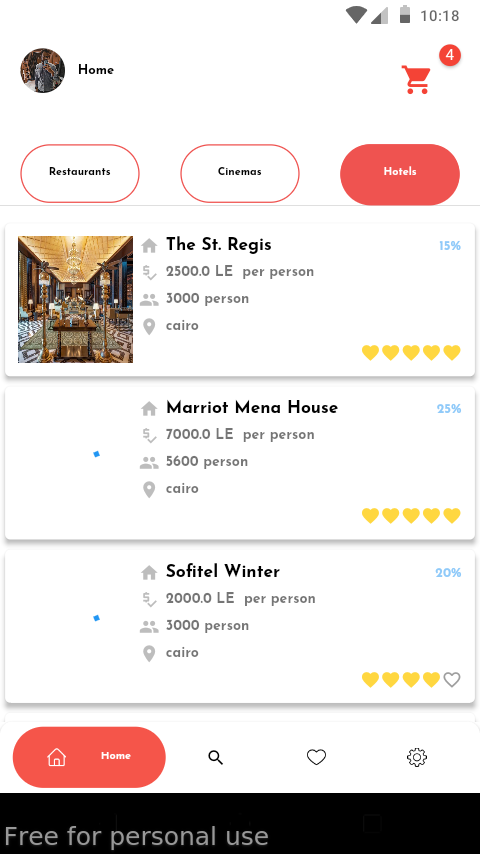 10:18
Home
4
Restaurants
Cinemas
Hotels
The St. Regis
15%
2500.0 LE per person
3000 person
cairo
Marriot Mena House
25%
7000.0 LE per person
5600 person
cairo
Sofitel Winter
20%
2000.0 LE per person
3000 person
cairo
Home
Free for personal use